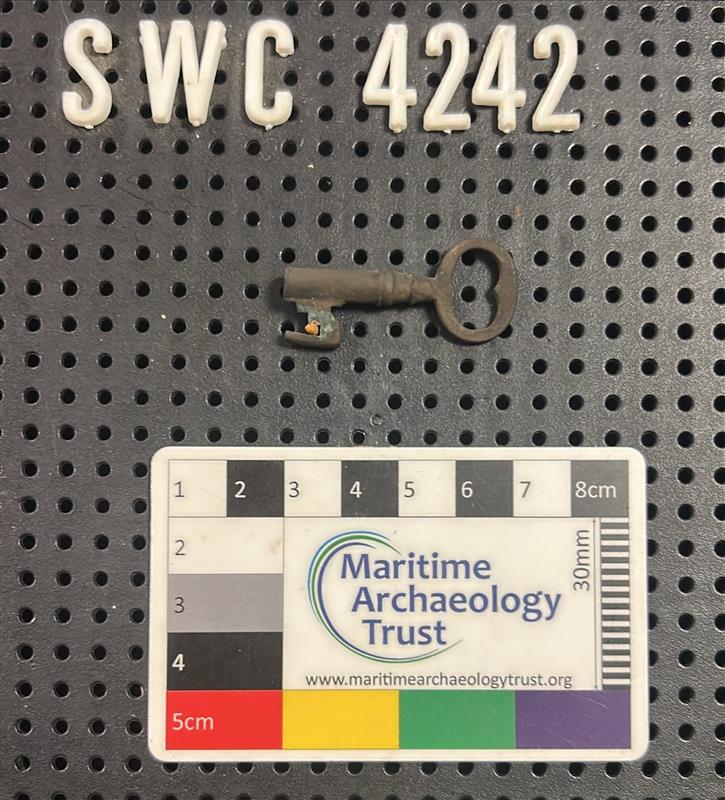 SWC 4242
1 2 3 4 5 6 7 8cm
2
3
4
5cm
30mm
Maritime
Archaeology
Trust
www.maritimearchaeologytrust.org